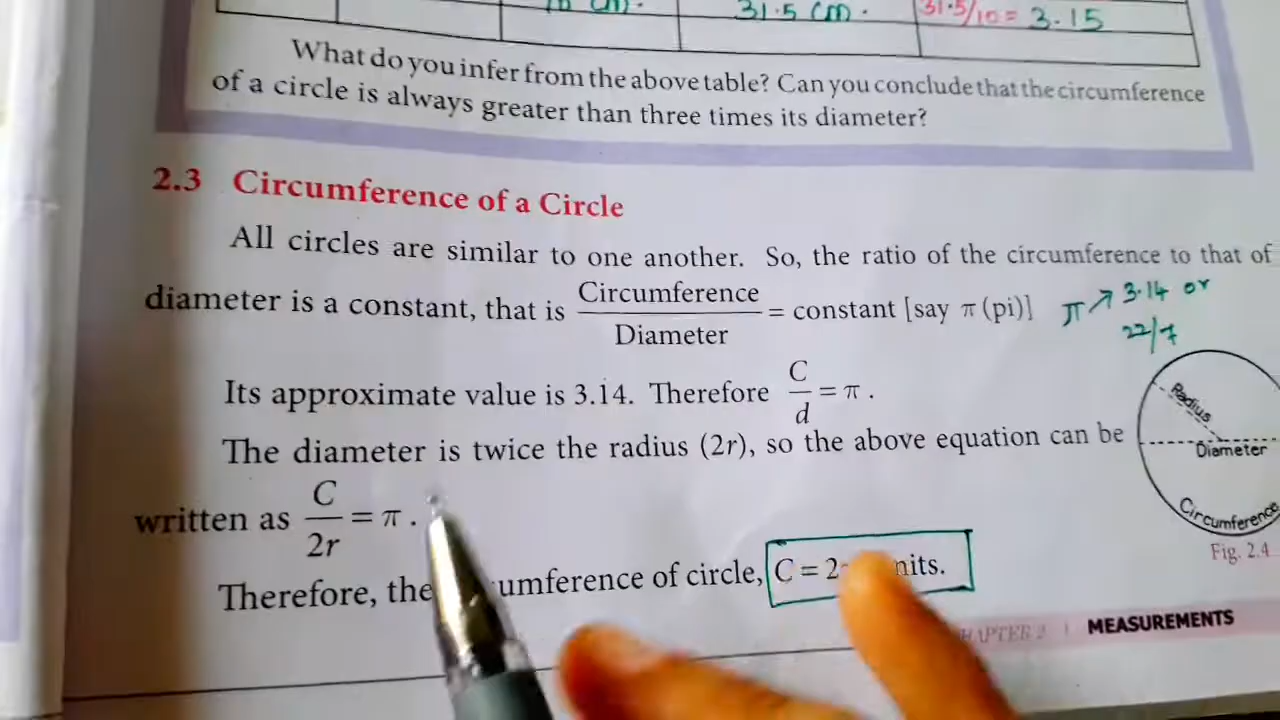 cm. 31.5 cm. 31.5/10 = 3.15
What do you infer from the above table? Can you conclude that the circumference
of a circle is always greater than three times its diameter?
2.3 Circumference of a Circle
All circles are similar to one another. So, the ratio of the circumference to that of
diameter is a constant, that is Circumference/Diameter = constant [say π (pi)] π ↗ 3.14 or
22/7
Its approximate value is 3.14. Therefore C/d = π.
Radius
The diameter is twice the radius (2r), so the above equation can be
Diameter
written as C/2r = π.
Circumference
Fig. 2.4
Therefore, the circumference of circle, C = 2 units.
CHAPTER 2 | MEASUREMENTS